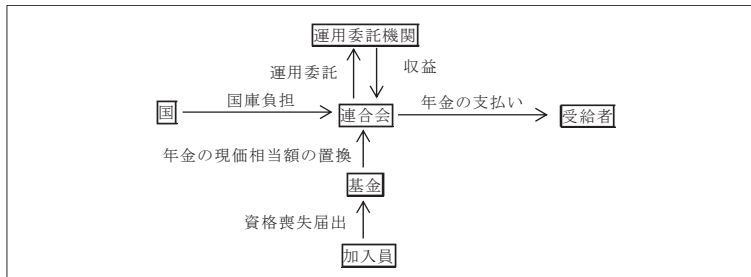 運用委託機関
運用委託
収益
国
国庫負担
連合会
年金の支払い
受給者
年金の現価相当額の置換
基金
資格喪失届出
加入員